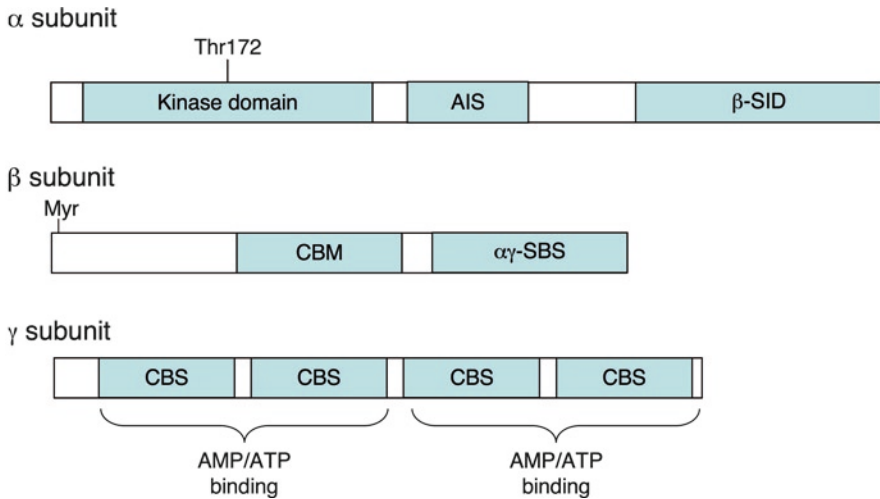 α subunit
Thr172
Kinase domain AIS β-SID
β subunit
Myr
CBM αγ-SBS
γ subunit
CBS CBS CBS CBS
AMP/ATP AMP/ATP
binding binding